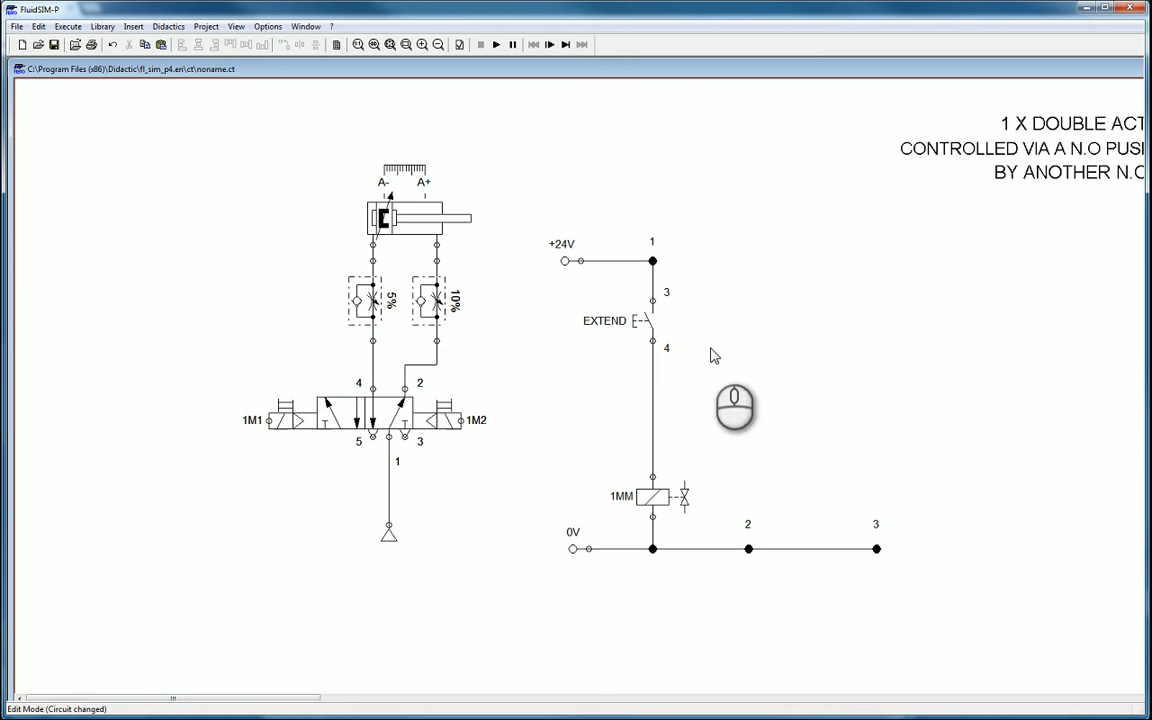 FluidSIM-P
File Edit Execute Library Insert Didactics Project View Options Window ?
C:\Program Files (x86)\Didactic\fl_sim_p4.en\ct\noname.ct
1 X DOUBLE ACT
CONTROLLED VIA A N.O PUSI
BY ANOTHER N.O
A- A+
+24V 1
3
EXTEND
4
5% 10%
4 2
1M1 1M2
5 3
1
1MM
0V 2 3
Edit Mode (Circuit changed)